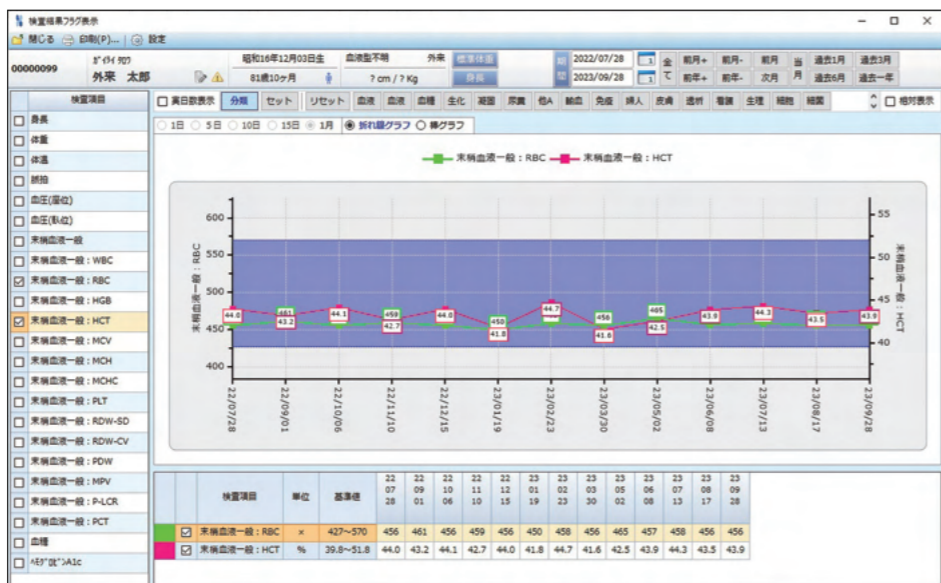 検査結果フラグ表示
閉じる 印刷(P)... 設定
00000099
ガイライ タロウ
外来 太郎
昭和16年12月03日生 血液型不明 外来
81歳10ヶ月 ? cm / ? Kg
標準体重
身長
期間
2022/07/28
2023/09/28
全て
前月+ 前月- 前月
前年+ 前年- 次月
当月
過去1月 過去3月
過去6月 過去一年
検査項目
身長
体重
体温
脈拍
血圧(座位)
血圧(臥位)
末梢血液一般
末梢血液一般:WBC
末梢血液一般:RBC
末梢血液一般:HGB
末梢血液一般:HCT
末梢血液一般:MCV
末梢血液一般:MCH
末梢血液一般:MCHC
末梢血液一般:PLT
末梢血液一般:RDW-SD
末梢血液一般:RDW-CV
末梢血液一般:PDW
末梢血液一般:MPV
末梢血液一般:P-LCR
末梢血液一般:PCT
血糖
ヘモグロビンA1c
実日数表示 分類 セット リセット 血液 血液 血糖 生化 凝固 尿糞 他A 輸血 免疫 婦人 皮膚 透析 看護 生理 細胞 細菌 相対表示
1日 5日 10日 15日 1月 折れ線グラフ 棒グラフ
末梢血液一般:RBC 末梢血液一般:HCT
末梢血液一般:RBC
600
550
500
450
400
末梢血液一般:HCT
55
50
45
40
461 459 450 456 465
44.0 43.2 44.1 42.7 44.0 41.8 44.7 41.6 42.5 43.9 44.3 43.5 43.9
22/07/28 22/09/01 22/10/06 22/11/10 22/12/15 23/01/19 23/02/23 23/03/30 23/05/02 23/06/08 23/07/13 23/08/17 23/09/28
検査項目 単位 基準値
22 22 22 22 22 23 23 23 23 23 23 23 23
07 09 10 11 12 01 02 03 05 06 07 08 09
28 01 06 10 15 19 23 30 02 08 13 17 28
末梢血液一般:RBC × 427~570 456 461 456 459 456 450 458 456 465 457 458 456 456
末梢血液一般:HCT % 39.8~51.8 44.0 43.2 44.1 42.7 44.0 41.8 44.7 41.6 42.5 43.9 44.3 43.5 43.9